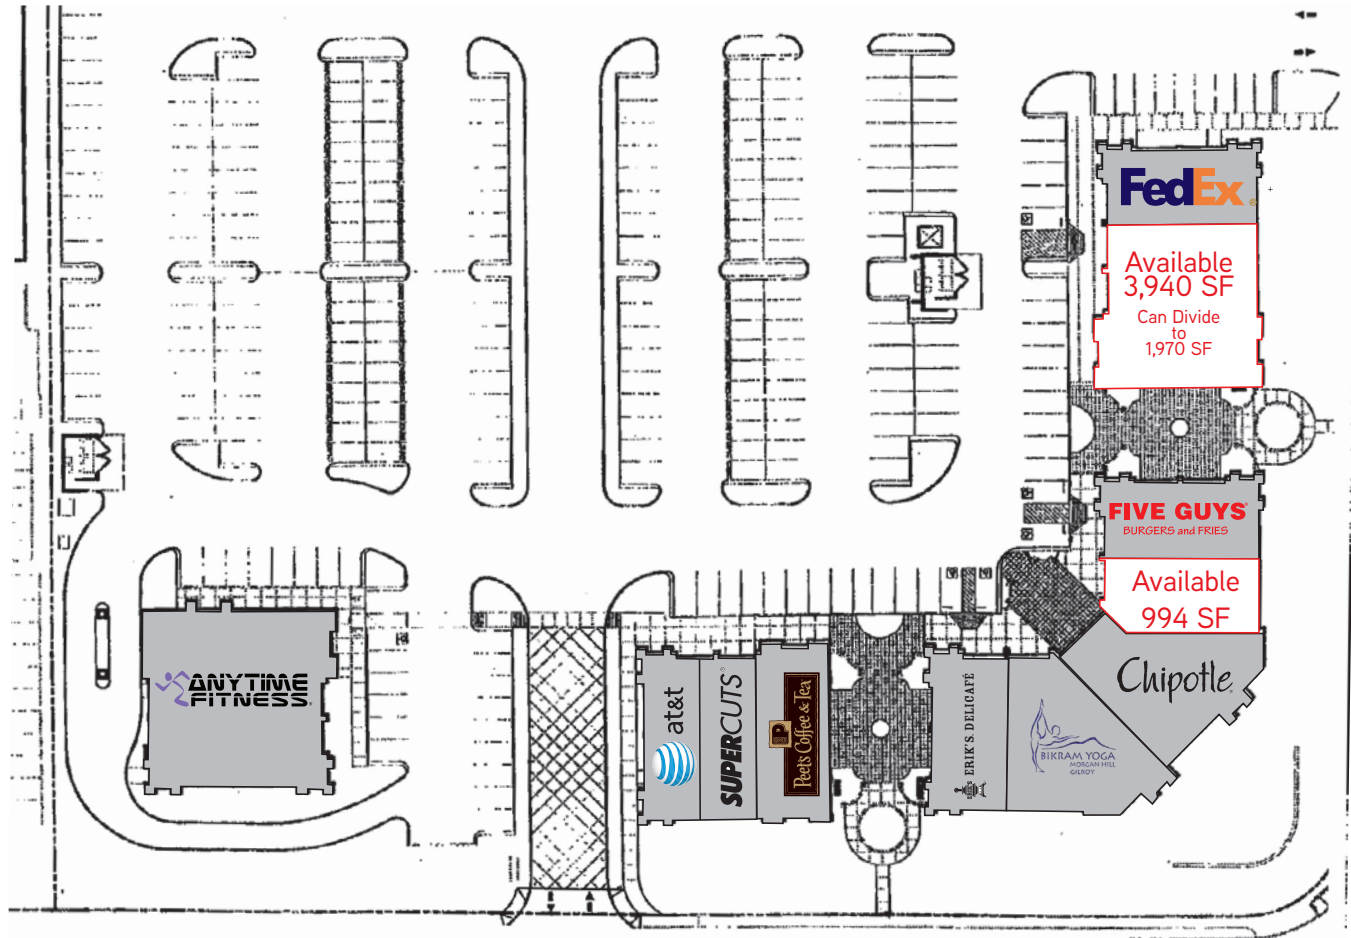 FedEx®
Available
3,940 SF
Can Divide
to
1,970 SF
FIVE GUYS®
BURGERS and FRIES
Available
994 SF
Chipotle®
ANYTIME
FITNESS®
at&t
SUPERCUTS®
Peet's Coffee & Tea
ERIK'S DELICAFÉ
BIKRAM YOGA
MORGAN HILL
GILROY